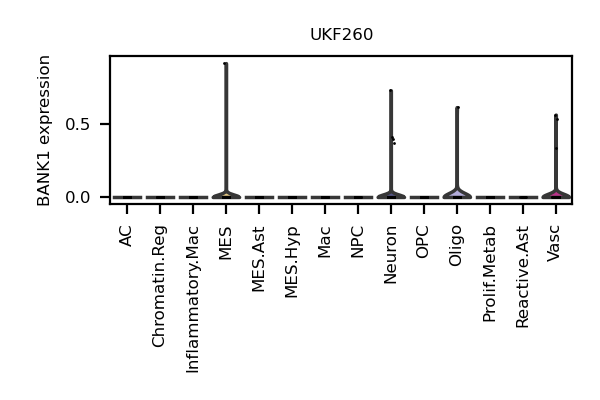 UKF260
BANK1 expression
0.5
0.0
AC
Chromatin.Reg
Inflammatory.Mac
MES
MES.Ast
MES.Hyp
Mac
NPC
Neuron
OPC
Oligo
Prolif.Metab
Reactive.Ast
Vasc